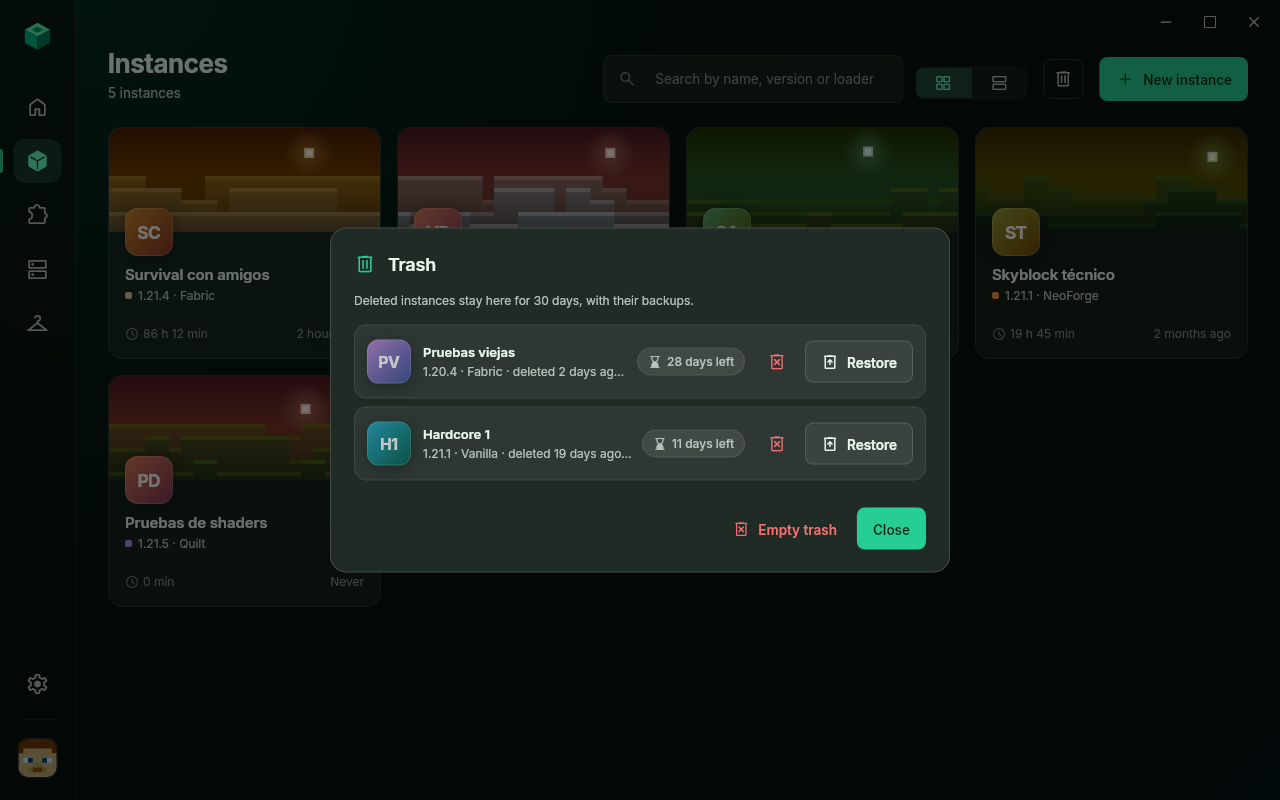 Instances
5 instances
Search by name, version or loader
New instance
SC
Survival con amigos
1.21.4 · Fabric
86 h 12 min
ST
Skyblock técnico
1.21.1 · NeoForge
19 h 45 min
2 months ago
PD
Pruebas de shaders
1.21.5 · Quilt
0 min
Never
Trash
Deleted instances stay here for 30 days, with their backups.
PV
Pruebas viejas
1.20.4 · Fabric · deleted 2 days ag...
28 days left
Restore
H1
Hardcore 1
1.21.1 · Vanilla · deleted 19 days ago...
11 days left
Restore
Empty trash
Close